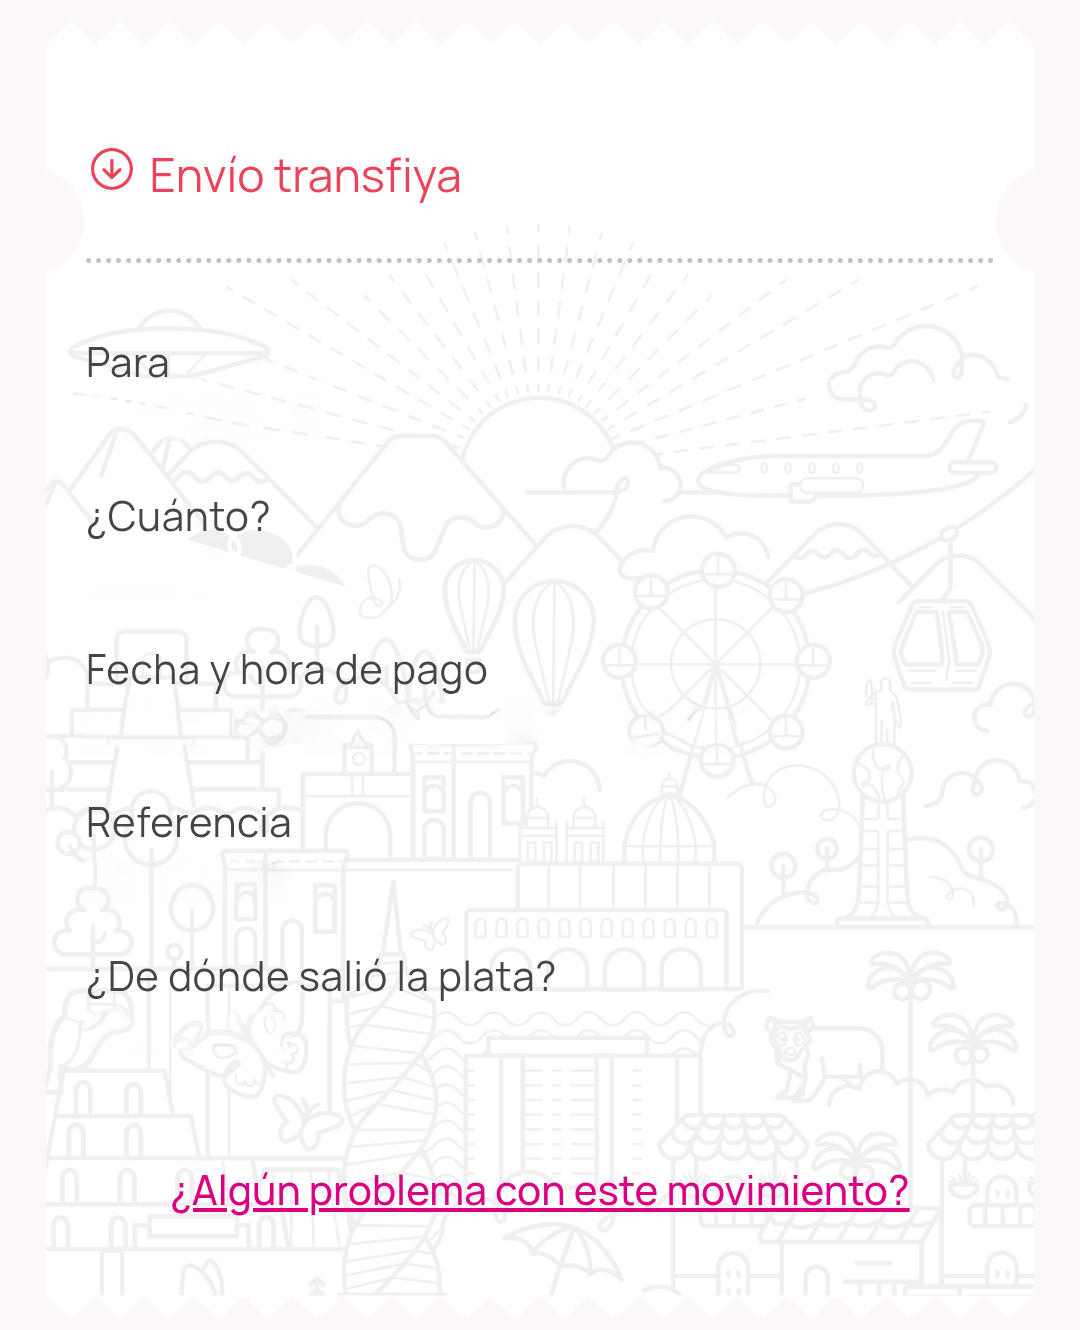 Envío transfiya
Para
¿Cuánto?
Fecha y hora de pago
Referencia
¿De dónde salió la plata?
¿Algún problema con este movimiento?